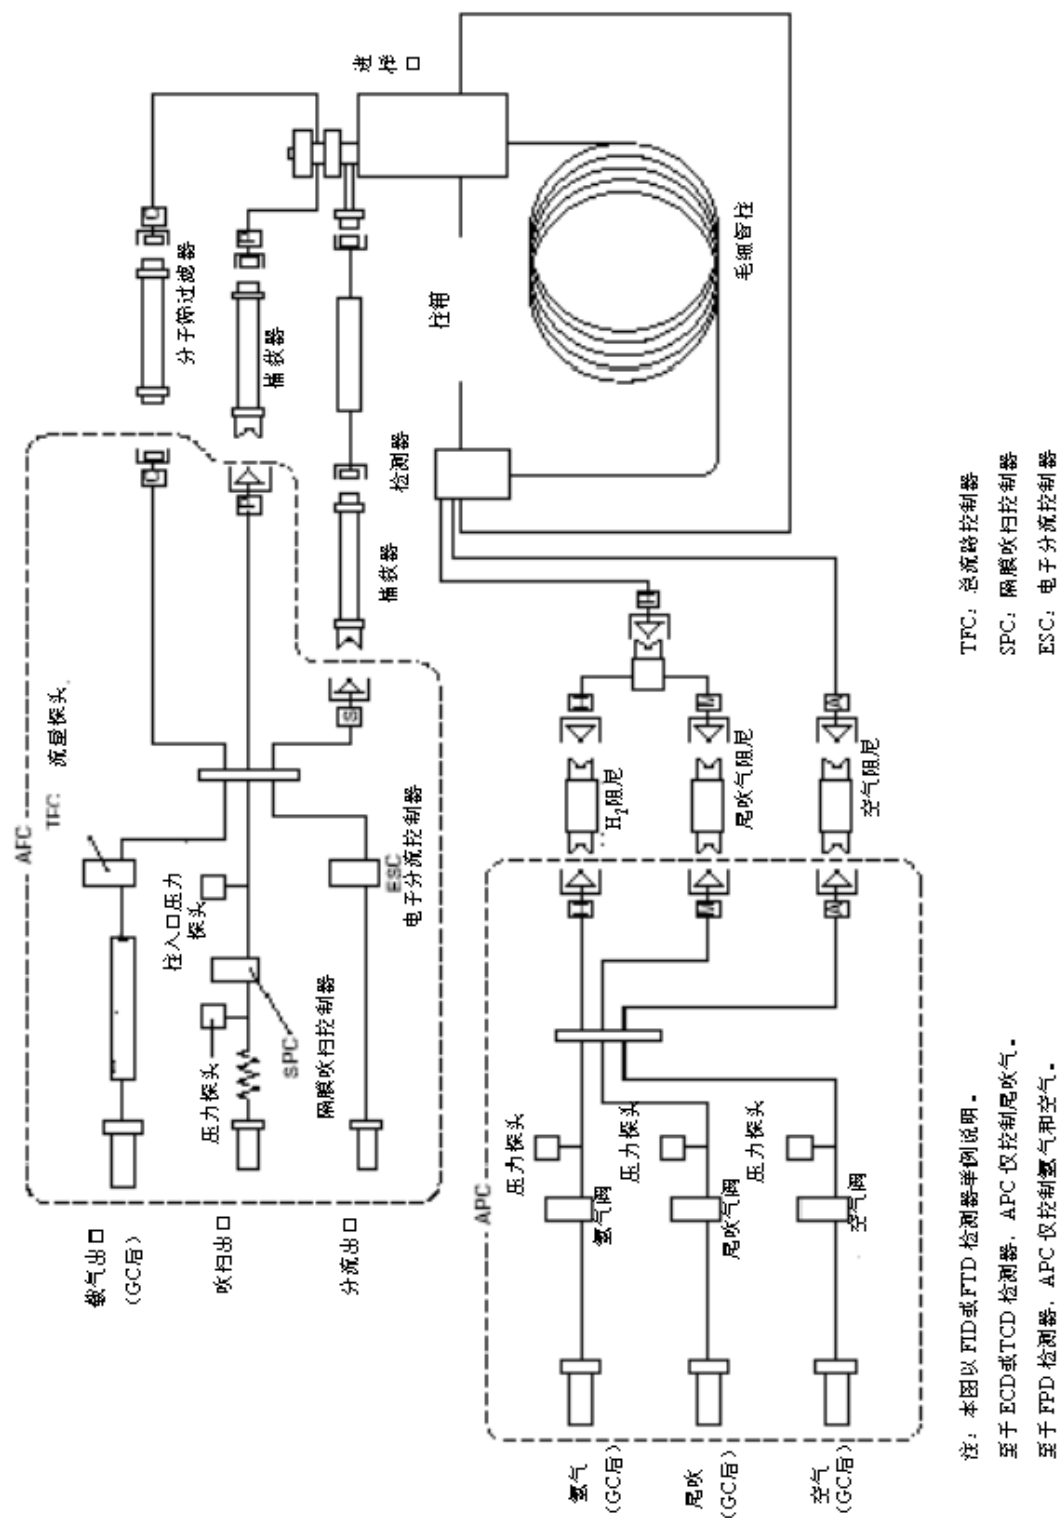 进样口
分子筛过滤器
捕获器
柱箱
毛细管柱
检测器
捕获器
AFC
TFC
流量探头
柱入口压力
探头
压力探头
SPC
隔膜吹扫控制器
ESC
电子分流控制器
S
载气出口
(GC后)
吹扫出口
分流出口
H₂阻尼
尾吹气阻尼
空气阻尼
H
M
A
H
M
A
APC
压力探头
压力探头
压力探头
氢气阀
尾吹气阀
空气阀
氢气
(GC后)
尾吹
(GC后)
空气
(GC后)
TFC：总流路控制器
SPC：隔膜吹扫控制器
ESC：电子分流控制器
注：本图以 FID或FTD 检测器举例说明。
至于 ECD或TCD 检测器，APC 仅控制尾吹气。
至于 FPD 检测器，APC 仅控制氢气和空气。